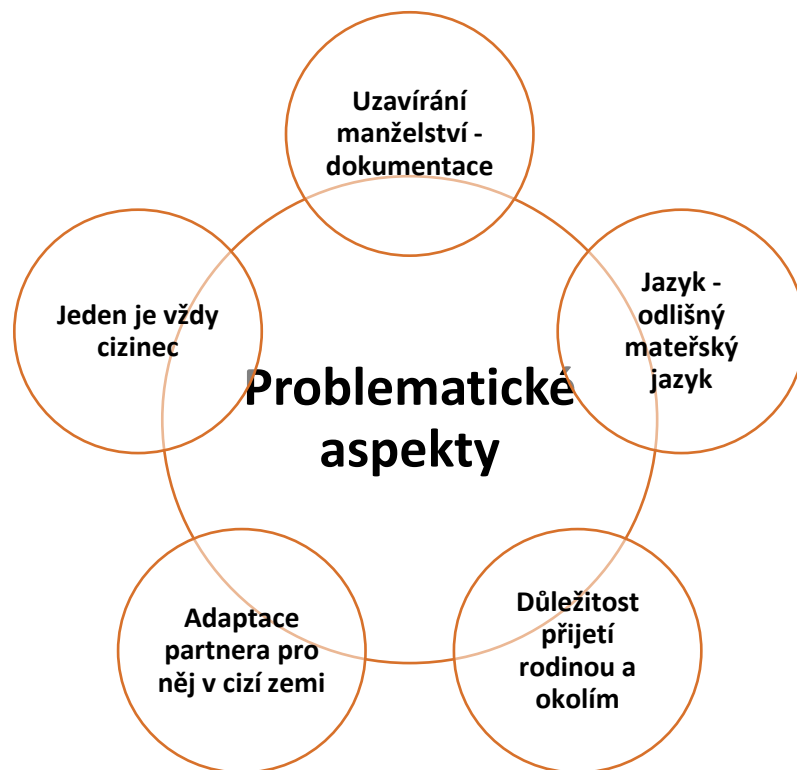 Uzavírání
manželství -
dokumentace
Jazyk -
odlišný
mateřský
jazyk
Důležitost
přijetí
rodinou a
okolím
Adaptace
partnera pro
něj v cizí zemi
Jeden je vždy
cizinec
Problematické
aspekty